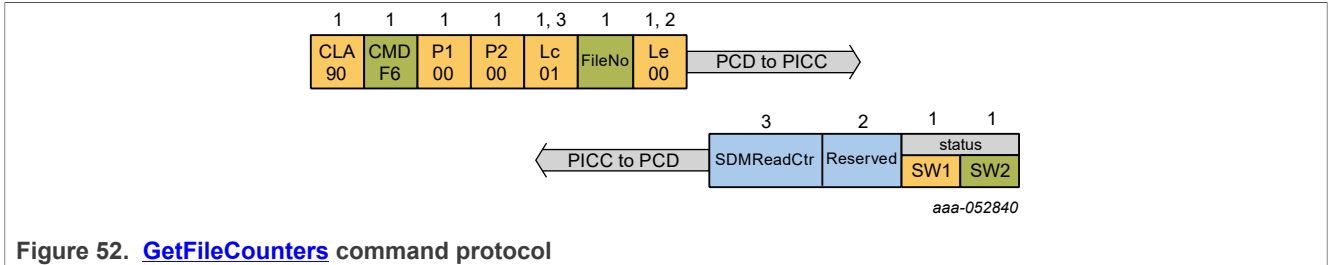 1 1 1 1 1, 3 1 1, 2
CLA CMD P1 P2 Lc FileNo Le
90 F6 00 00 01 00
PCD to PICC
3 2 1 1
PICC to PCD
SDMReadCtr Reserved status
SW1 SW2
aaa-052840
Figure 52. GetFileCounters command protocol